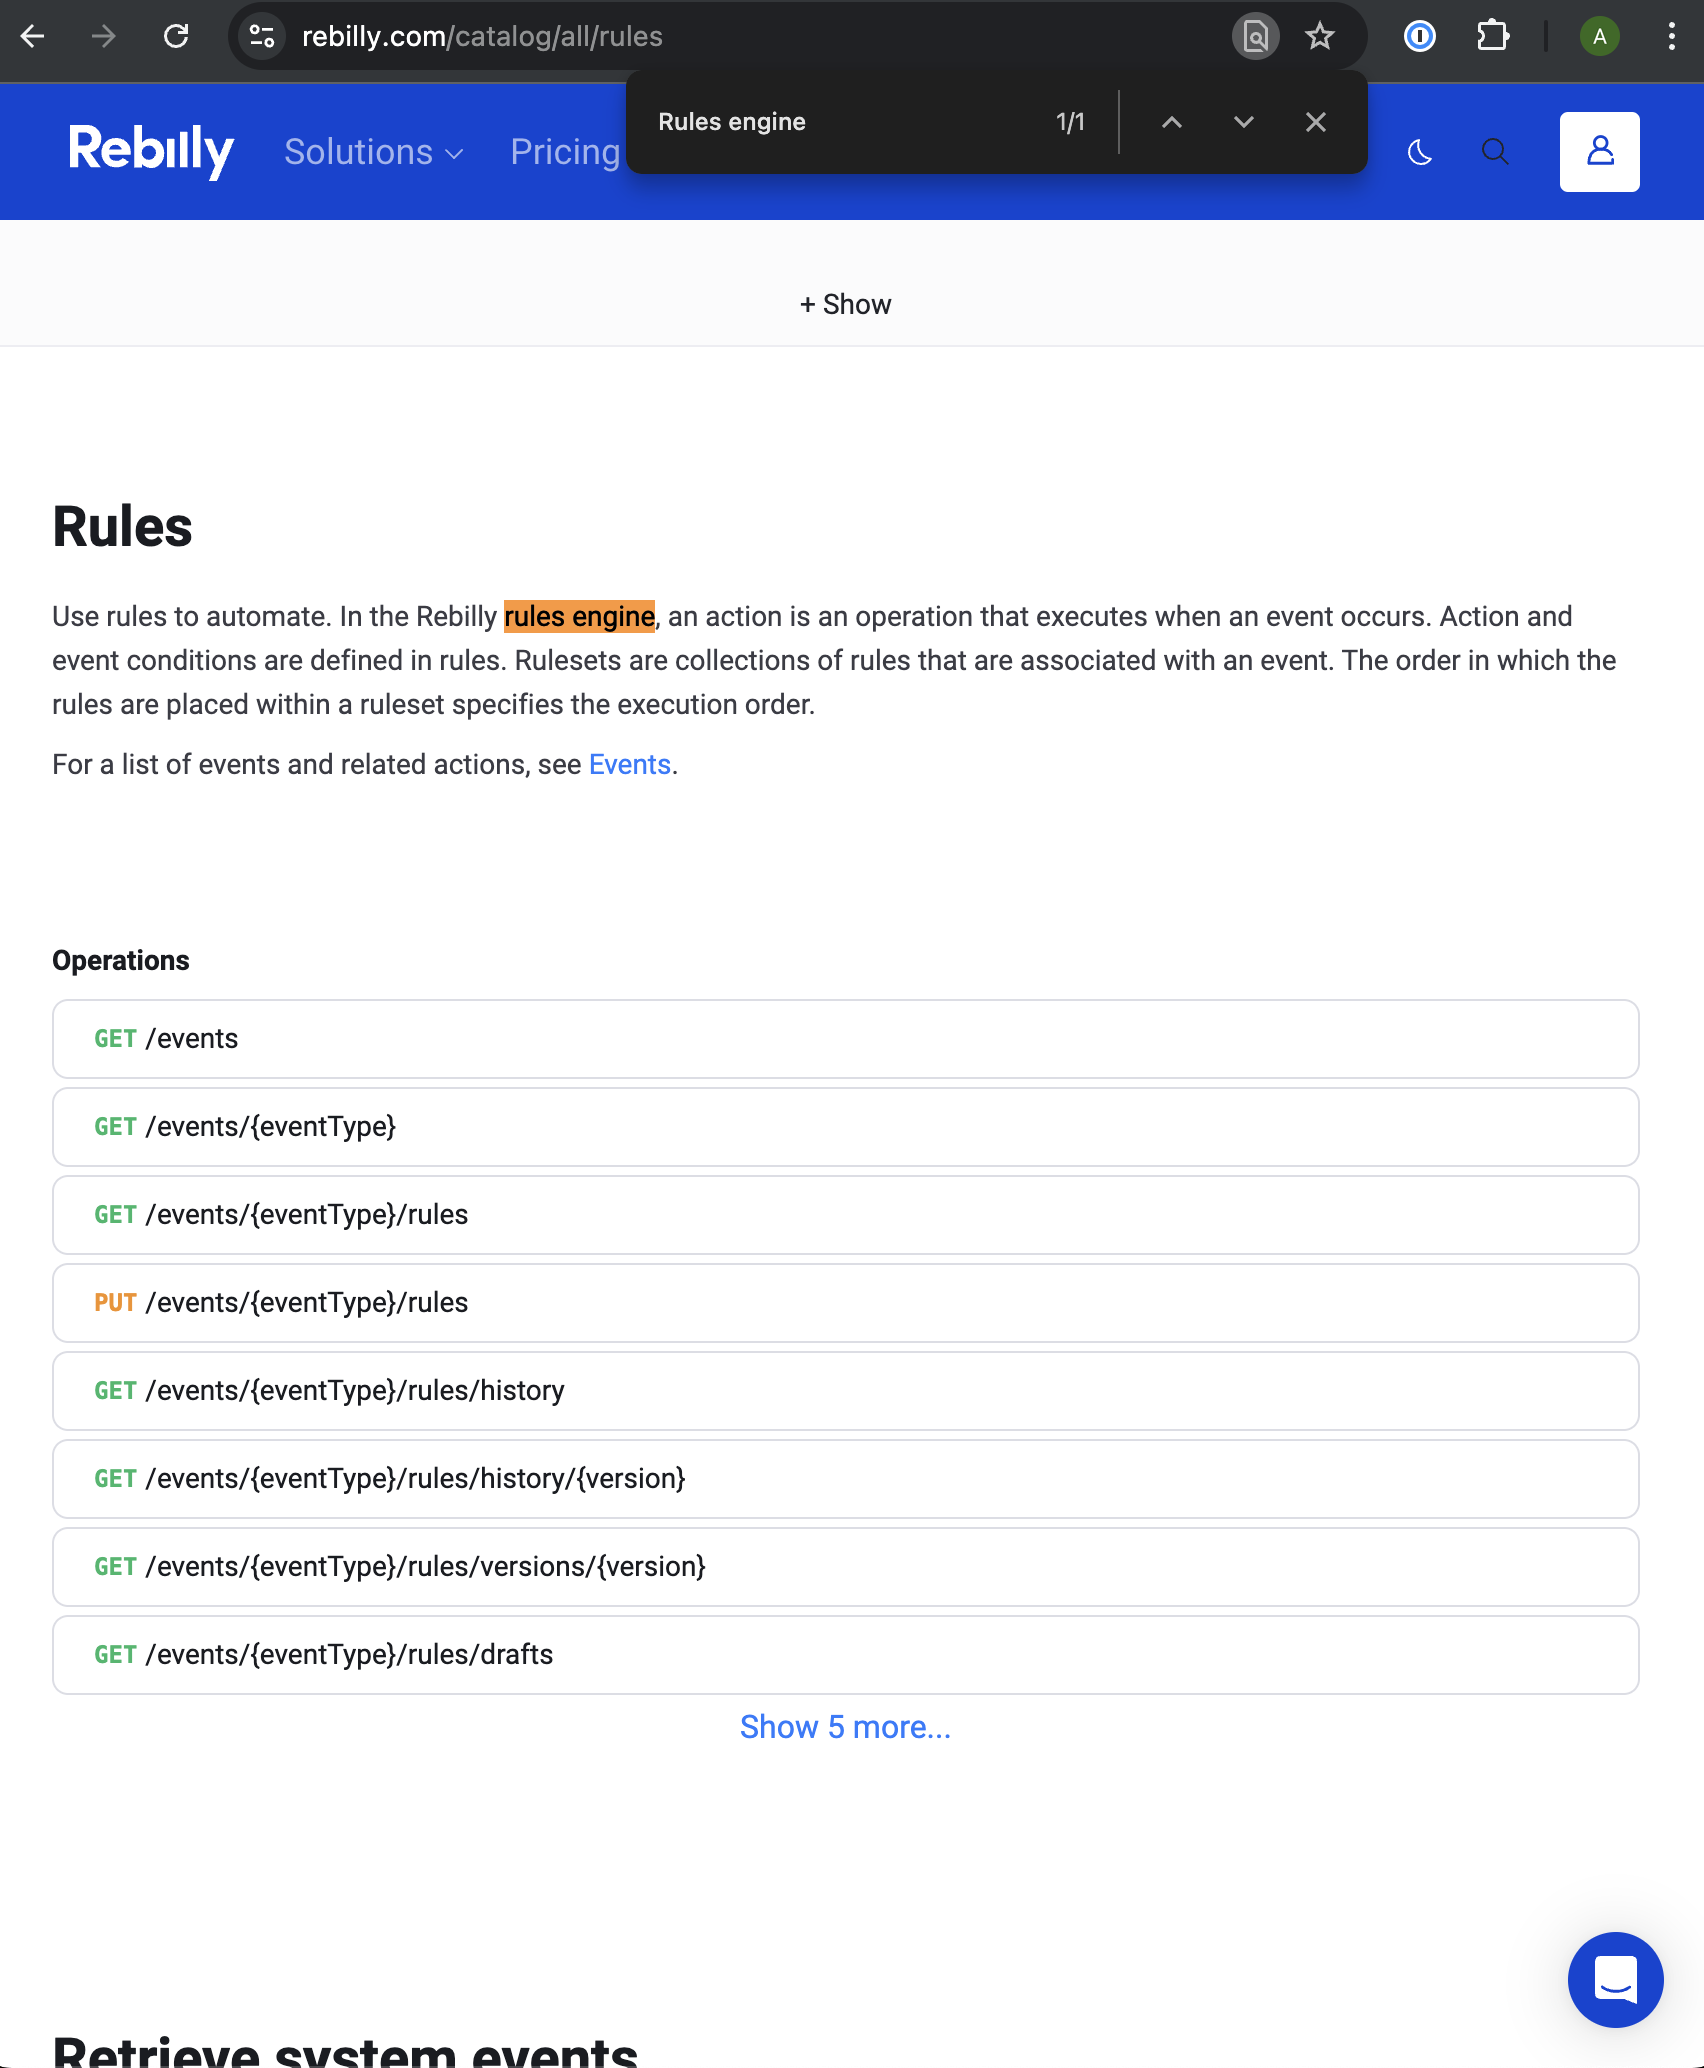 rebilly.com/catalog/all/rules
A
Rules engine
1/1
Rebilly
Solutions
Pricing
+ Show
Rules
Use rules to automate. In the Rebilly rules engine, an action is an operation that executes when an event occurs. Action and
event conditions are defined in rules. Rulesets are collections of rules that are associated with an event. The order in which the
rules are placed within a ruleset specifies the execution order.
For a list of events and related actions, see Events.
Operations
GET /events
GET /events/{eventType}
GET /events/{eventType}/rules
PUT /events/{eventType}/rules
GET /events/{eventType}/rules/history
GET /events/{eventType}/rules/history/{version}
GET /events/{eventType}/rules/versions/{version}
GET /events/{eventType}/rules/drafts
Show 5 more...
Retrieve system events